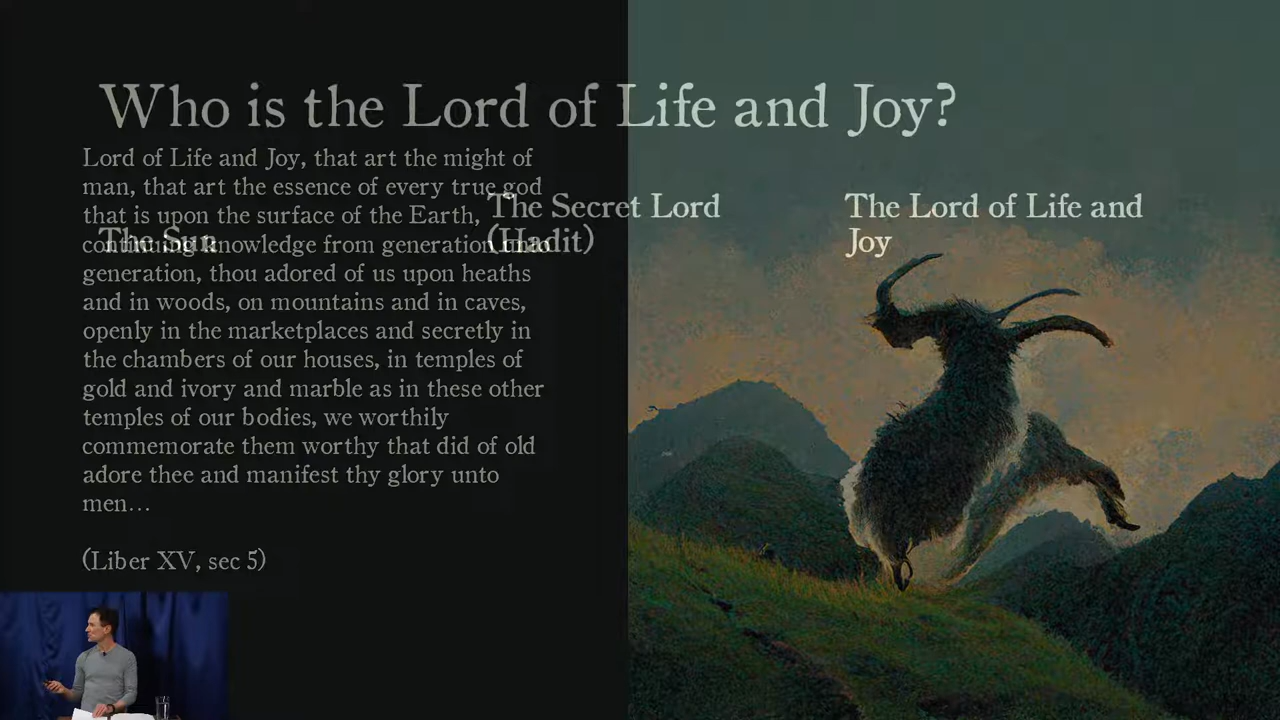 Who is the Lord of Life and Joy?
Lord of Life and Joy, that art the might of
man, that art the essence of every true god
that is upon the surface of the Earth,
continuing knowledge from generation unto
generation, thou adored of us upon heaths
and in woods, on mountains and in caves,
openly in the marketplaces and secretly in
the chambers of our houses, in temples of
gold and ivory and marble as in these other
temples of our bodies, we worthily
commemorate them worthy that did of old
adore thee and manifest thy glory unto
men…
(Liber XV, sec 5)
The Sun
The Secret Lord
(Hadit)
The Lord of Life and
Joy